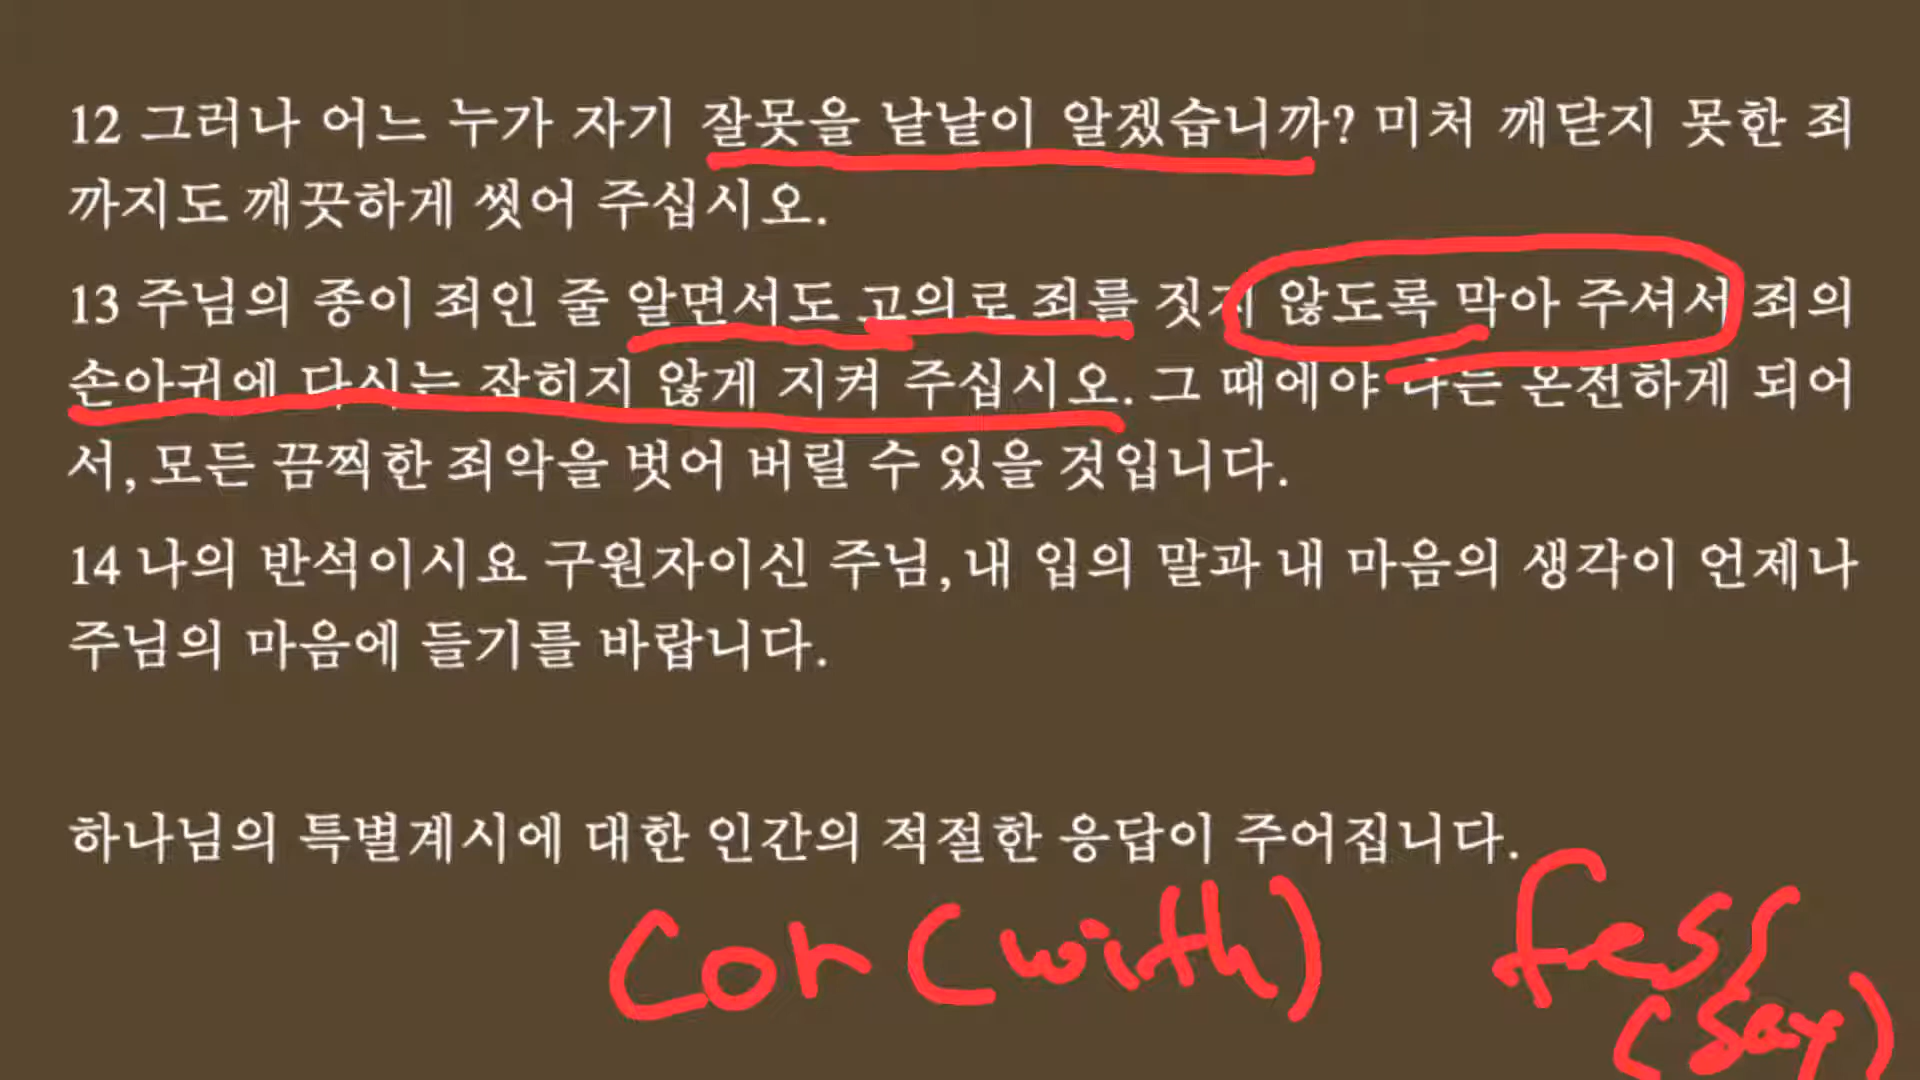 12 그러나 어느 누가 자기 잘못을 낱낱이 알겠습니까? 미처 깨닫지 못한 죄
까지도 깨끗하게 씻어 주십시오.
13 주님의 종이 죄인 줄 알면서도 고의로 죄를 짓지 않도록 막아 주셔서 죄의
손아귀에 다시는 잡히지 않게 지켜 주십시오. 그 때에야 나는 온전하게 되어
서, 모든 끔찍한 죄악을 벗어 버릴 수 있을 것입니다.
14 나의 반석이시요 구원자이신 주님, 내 입의 말과 내 마음의 생각이 언제나
주님의 마음에 들기를 바랍니다.
하나님의 특별계시에 대한 인간의 적절한 응답이 주어집니다.
con (with) fess
(say)